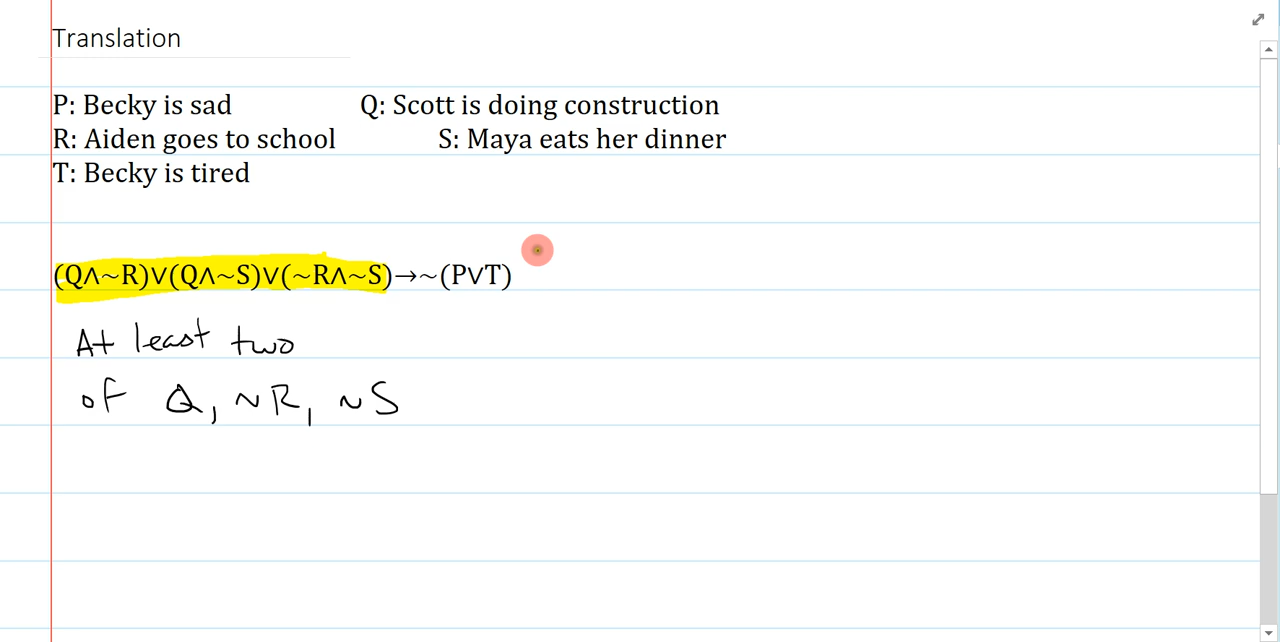 Translation
P: Becky is sad Q: Scott is doing construction
R: Aiden goes to school S: Maya eats her dinner
T: Becky is tired
(Q∧~R)∨(Q∧~S)∨(~R∧~S)→~(P∨T)
At least two
of Q, ~R, ~S